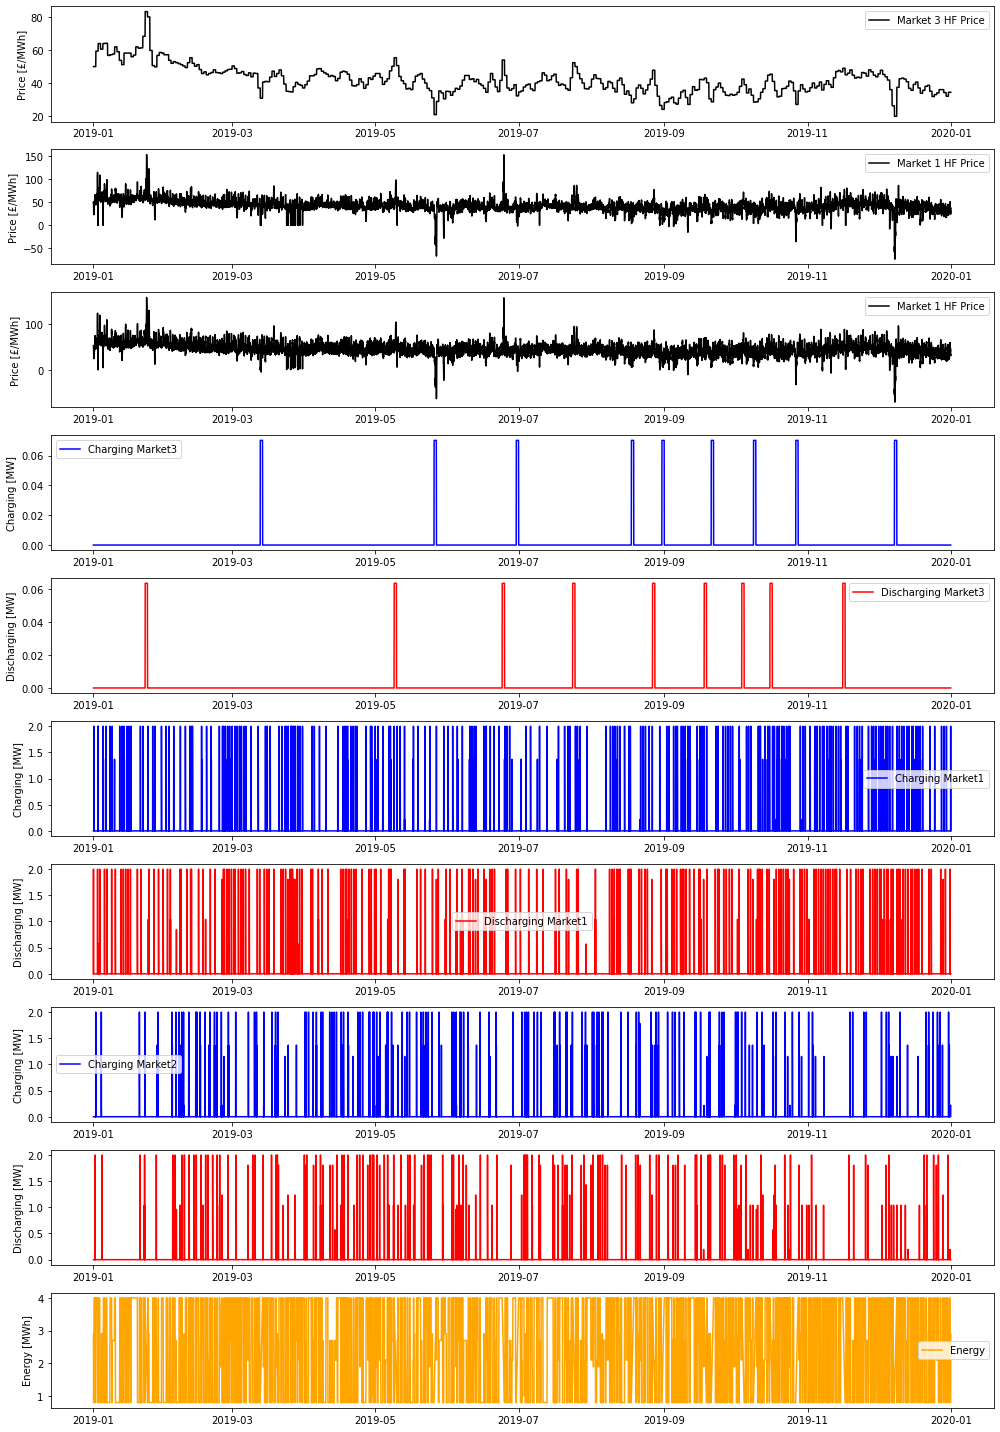 Price [£/MWh]
80
60
40
20
Market 3 HF Price
2019-01 2019-03 2019-05 2019-07 2019-09 2019-11 2020-01
Price [£/MWh]
150
100
50
0
−50
Market 1 HF Price
2019-01 2019-03 2019-05 2019-07 2019-09 2019-11 2020-01
Price [£/MWh]
100
0
Market 1 HF Price
2019-01 2019-03 2019-05 2019-07 2019-09 2019-11 2020-01
Charging [MW]
0.06
0.04
0.02
0.00
Charging Market3
2019-01 2019-03 2019-05 2019-07 2019-09 2019-11 2020-01
Discharging [MW]
0.06
0.04
0.02
0.00
Discharging Market3
2019-01 2019-03 2019-05 2019-07 2019-09 2019-11 2020-01
Charging [MW]
2.0
1.5
1.0
0.5
0.0
Charging Market1
2019-01 2019-03 2019-05 2019-07 2019-09 2019-11 2020-01
Discharging [MW]
2.0
1.5
1.0
0.5
0.0
Discharging Market1
2019-01 2019-03 2019-05 2019-07 2019-09 2019-11 2020-01
Charging [MW]
2.0
1.5
1.0
0.5
0.0
Charging Market2
2019-01 2019-03 2019-05 2019-07 2019-09 2019-11 2020-01
Discharging [MW]
2.0
1.5
1.0
0.5
0.0
2019-01 2019-03 2019-05 2019-07 2019-09 2019-11 2020-01
Energy [MWh]
4
3
2
1
Energy
2019-01 2019-03 2019-05 2019-07 2019-09 2019-11 2020-01